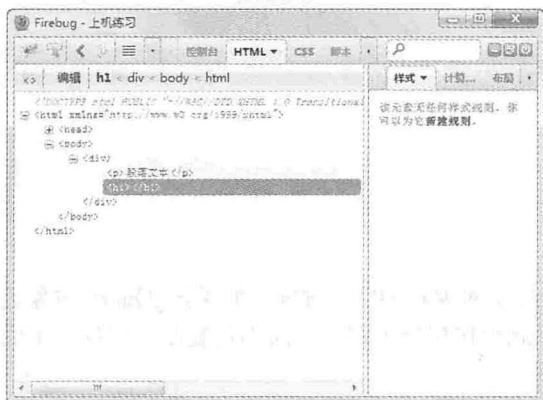 Firebug - 上机练习
控制台 HTML CSS 脚本
编辑 h1 < div < body < html
样式 计算... 布局
<!DOCTYPE html PUBLIC "-//W3C//DTD XHTML 1.0 Transitional
<html xmlns="http://www.w3.org/1999/xhtml">
<head>
<body>
<div>
<p>段落文本</p>
<h1></h1>
</div>
</body>
</html>
该元素无任何样式规则。你
可以为它新建规则.